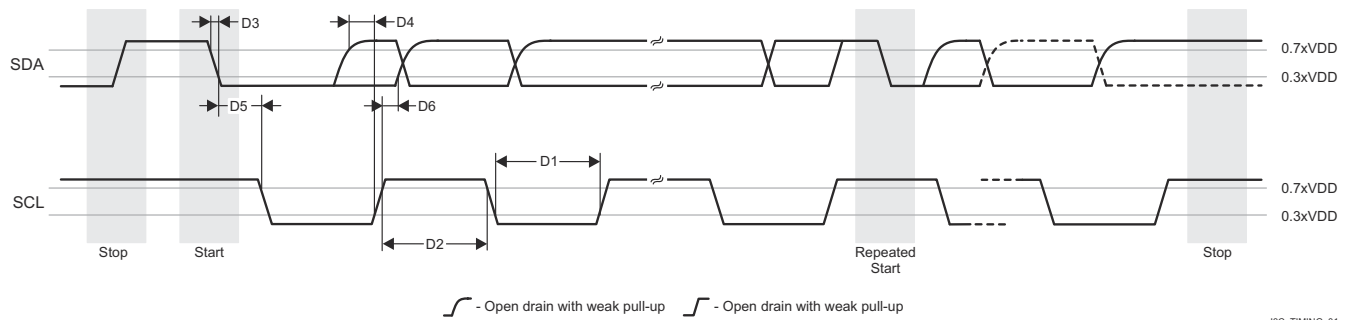 D3
D4
SDA
0.7xVDD
0.3xVDD
D5
D6
D1
SCL
0.7xVDD
0.3xVDD
D2
Stop
Start
Repeated
Start
Stop
- Open drain with weak pull-up
- Open drain with weak pull-up